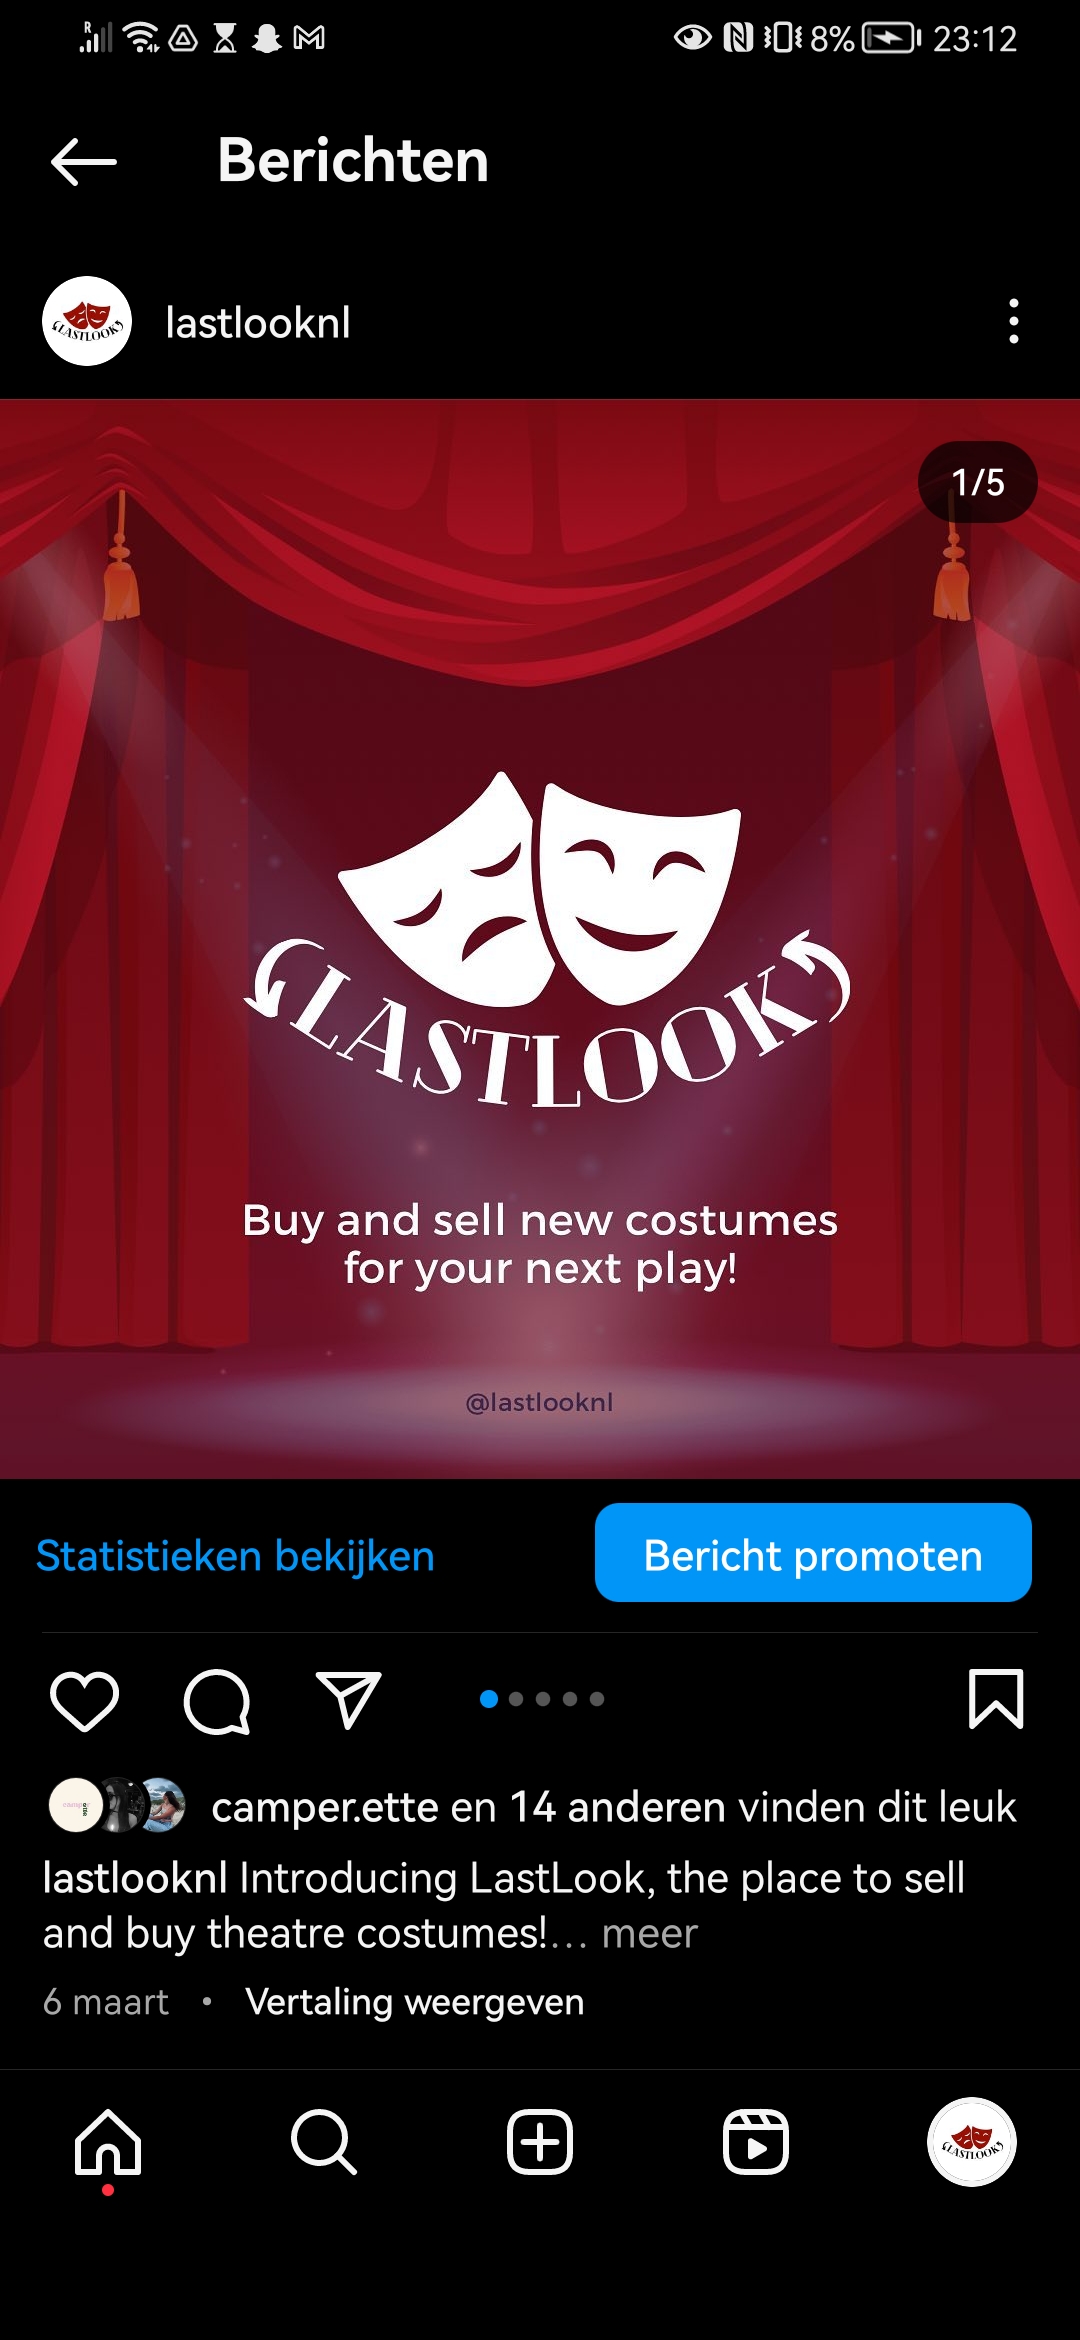 R
8%
23:12
Berichten
LASTLOOK
lastlooknl
1/5
LASTLOOK
Buy and sell new costumes
for your next play!
@lastlooknl
Statistieken bekijken
Bericht promoten
camper.ette en 14 anderen vinden dit leuk
lastlooknl Introducing LastLook, the place to sell
and buy theatre costumes!... meer
6 maart • Vertaling weergeven
LASTLOOK